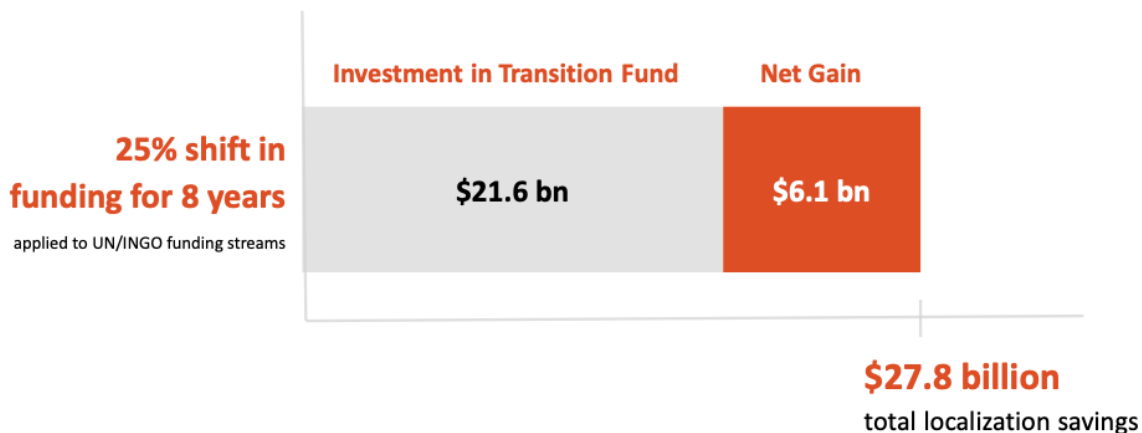 Investment in Transition Fund
Net Gain
25% shift in
funding for 8 years
applied to UN/INGO funding streams
$21.6 bn
$6.1 bn
$27.8 billion
total localization savings